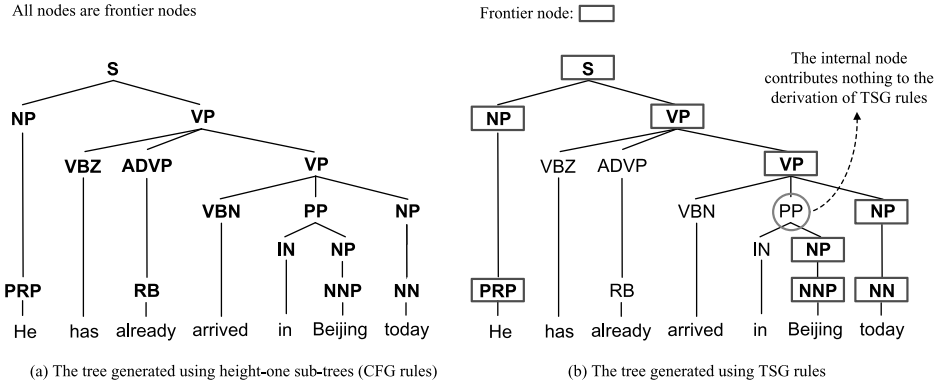 All nodes are frontier nodes
S
NP VP
VBZ ADVP VP
VBN PP NP
IN NP
PRP RB NNP NN
He has already arrived in Beijing today
(a) The tree generated using height-one sub-trees (CFG rules)
Frontier node:
The internal node
contributes nothing to the
derivation of TSG rules
S
NP VP
VBZ ADVP VP
VBN PP NP
IN NP
PRP RB NNP NN
He has already arrived in Beijing today
(b) The tree generated using TSG rules